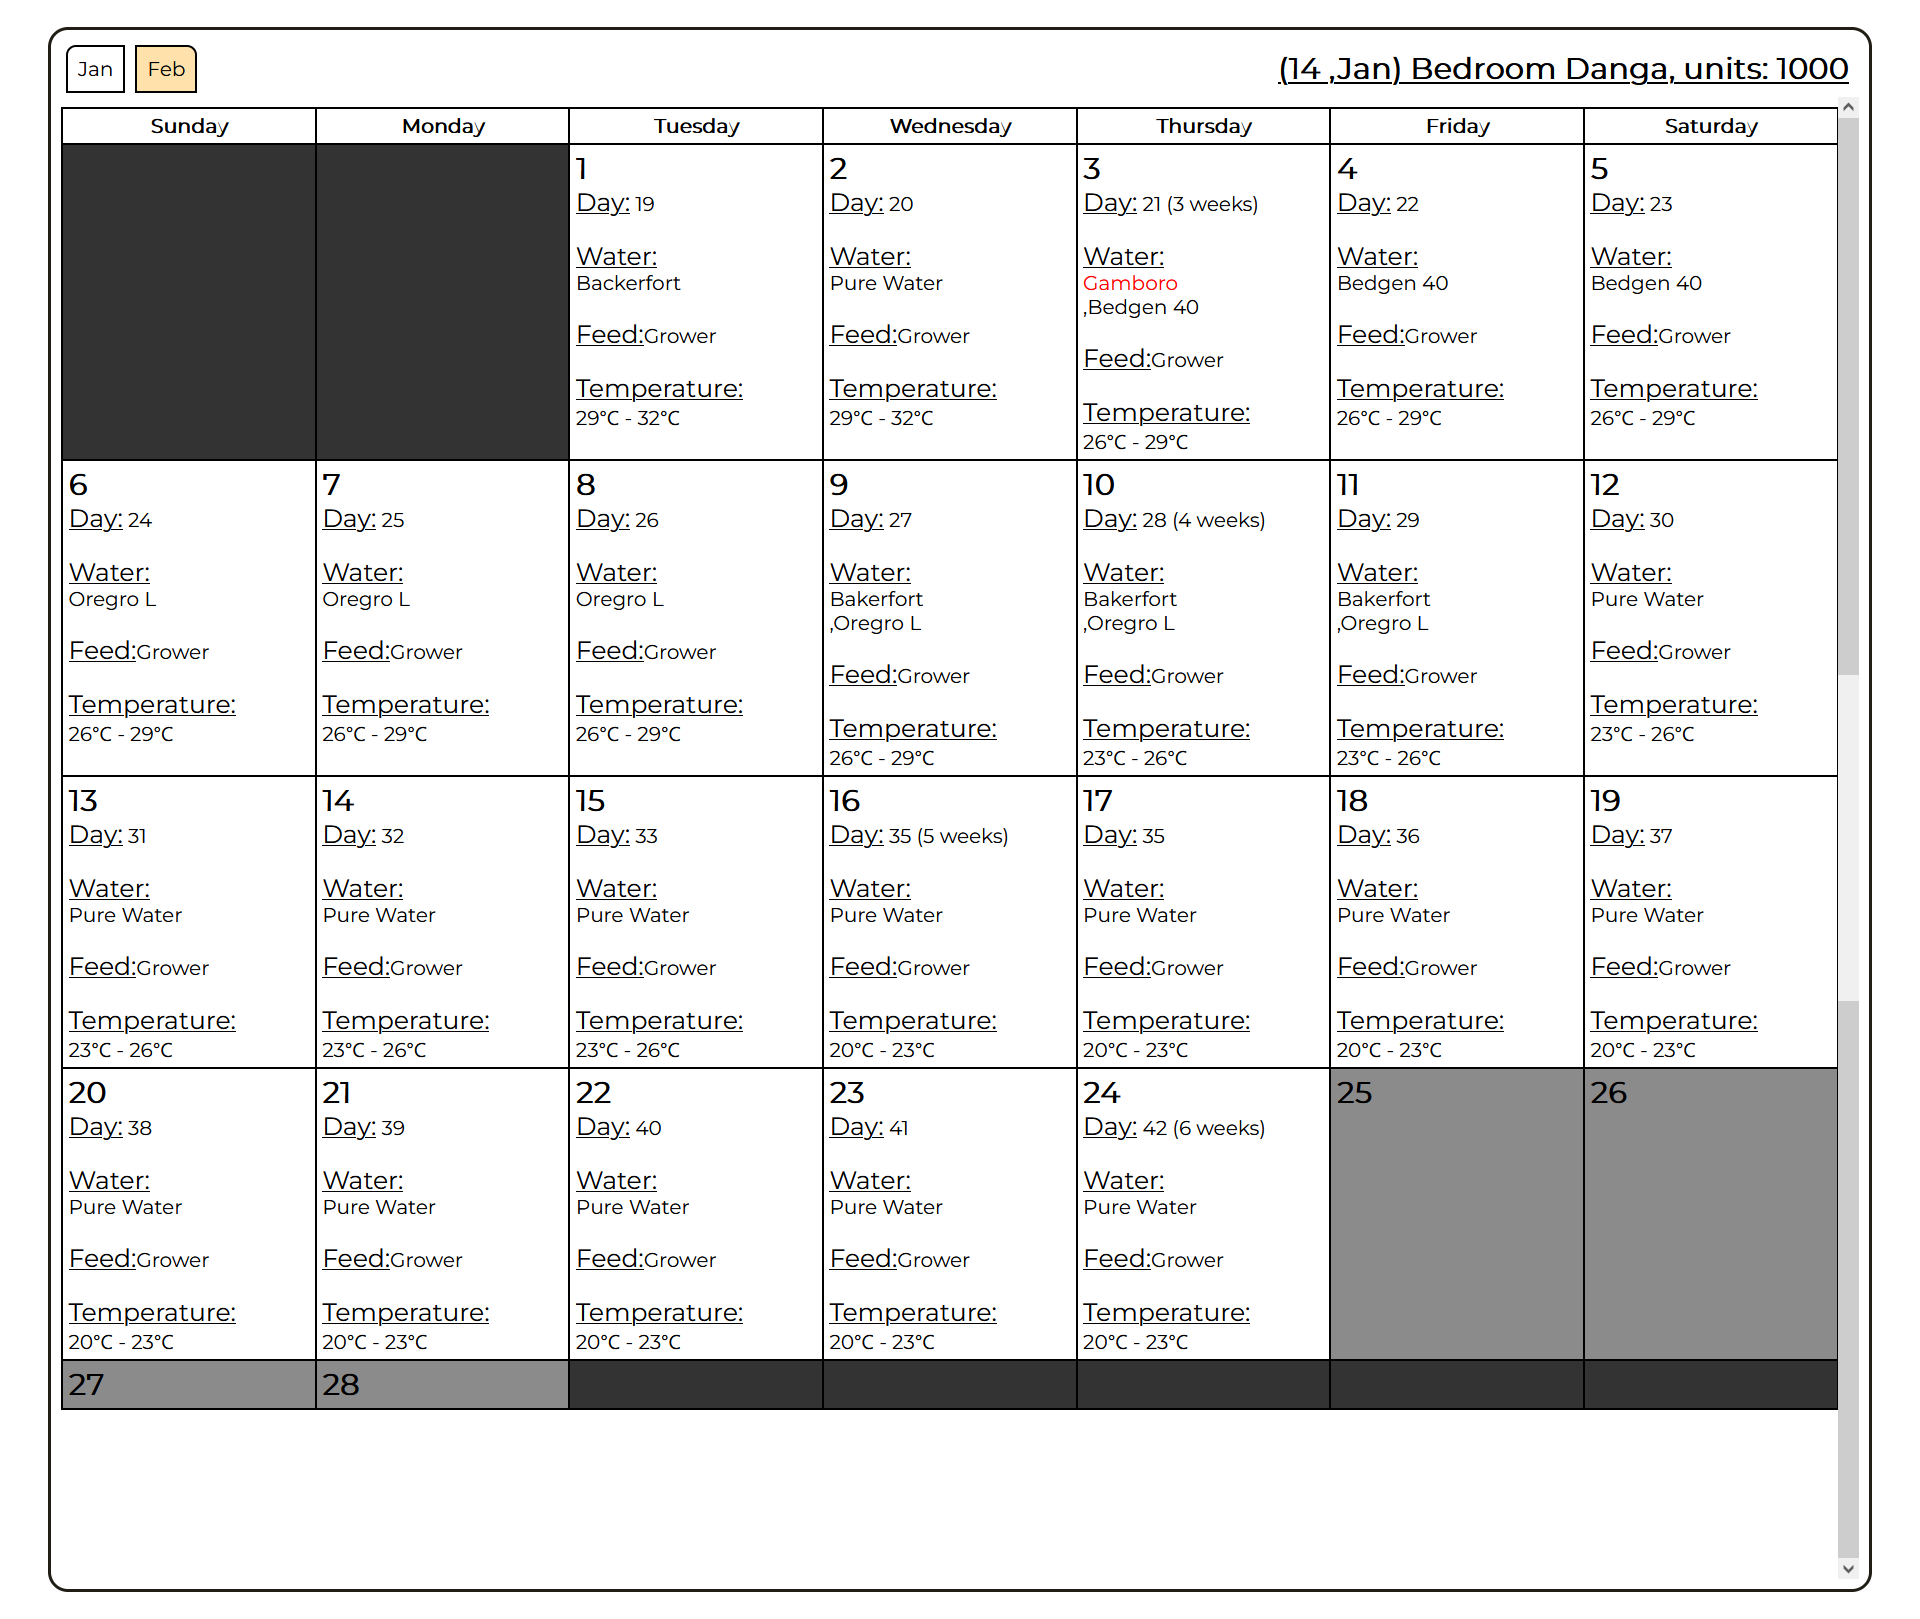 Jan Feb
(14 ,Jan) Bedroom Danga, units: 1000
Sunday Monday Tuesday Wednesday Thursday Friday Saturday
1
Day: 19
Water:
Backerfort
Feed:Grower
Temperature:
29°C - 32°C
2
Day: 20
Water:
Pure Water
Feed:Grower
Temperature:
29°C - 32°C
3
Day: 21 (3 weeks)
Water:
Gamboro
,Bedgen 40
Feed:Grower
Temperature:
26°C - 29°C
4
Day: 22
Water:
Bedgen 40
Feed:Grower
Temperature:
26°C - 29°C
5
Day: 23
Water:
Bedgen 40
Feed:Grower
Temperature:
26°C - 29°C
6
Day: 24
Water:
Oregro L
Feed:Grower
Temperature:
26°C - 29°C
7
Day: 25
Water:
Oregro L
Feed:Grower
Temperature:
26°C - 29°C
8
Day: 26
Water:
Oregro L
Feed:Grower
Temperature:
26°C - 29°C
9
Day: 27
Water:
Bakerfort
,Oregro L
Feed:Grower
Temperature:
26°C - 29°C
10
Day: 28 (4 weeks)
Water:
Bakerfort
,Oregro L
Feed:Grower
Temperature:
23°C - 26°C
11
Day: 29
Water:
Bakerfort
,Oregro L
Feed:Grower
Temperature:
23°C - 26°C
12
Day: 30
Water:
Pure Water
Feed:Grower
Temperature:
23°C - 26°C
13
Day: 31
Water:
Pure Water
Feed:Grower
Temperature:
23°C - 26°C
14
Day: 32
Water:
Pure Water
Feed:Grower
Temperature:
23°C - 26°C
15
Day: 33
Water:
Pure Water
Feed:Grower
Temperature:
23°C - 26°C
16
Day: 35 (5 weeks)
Water:
Pure Water
Feed:Grower
Temperature:
20°C - 23°C
17
Day: 35
Water:
Pure Water
Feed:Grower
Temperature:
20°C - 23°C
18
Day: 36
Water:
Pure Water
Feed:Grower
Temperature:
20°C - 23°C
19
Day: 37
Water:
Pure Water
Feed:Grower
Temperature:
20°C - 23°C
20
Day: 38
Water:
Pure Water
Feed:Grower
Temperature:
20°C - 23°C
21
Day: 39
Water:
Pure Water
Feed:Grower
Temperature:
20°C - 23°C
22
Day: 40
Water:
Pure Water
Feed:Grower
Temperature:
20°C - 23°C
23
Day: 41
Water:
Pure Water
Feed:Grower
Temperature:
20°C - 23°C
24
Day: 42 (6 weeks)
Water:
Pure Water
Feed:Grower
Temperature:
20°C - 23°C
25
26
27
28